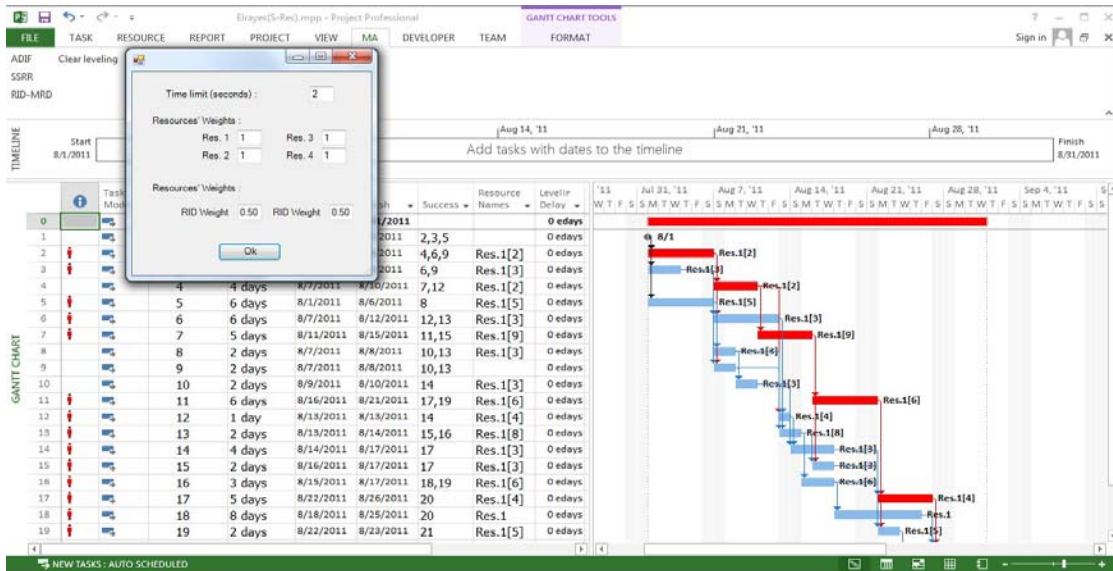 Elrayes(S-Res).mpp - Project Professional
GANTT CHART TOOLS
FILE TASK RESOURCE REPORT PROJECT VIEW MA DEVELOPER TEAM FORMAT Sign in
ADIF Clear leveling
SSRR
RID-MRD
Time limit (seconds) : 2
Resources' Weights :
Res. 1 1 Res. 3 1
Res. 2 1 Res. 4 1
Resources' Weights :
RID Weight 0.50 RID Weight 0.50
Ok
TIMELINE
Aug 14, '11 Aug 21, '11 Aug 28, '11
Start
8/1/2011
Add tasks with dates to the timeline
Finish
8/31/2011
GANTT CHART
Task
Success Resource
Names
Delay
'11 Jul 31, '11 Aug 7, '11 Aug 14, '11 Aug 21, '11 Aug 28, '11 Sep 4, '11 S
W T F S S M T W T F S S M T W T F S S M T W T F S S M T W T F S S M T W T F S S M T W T F S S
0 1/2011 0 edays
1 2011 2,3,5 0 edays 8/1
2 2011 4,6,9 Res.1[2] 0 edays Res.1[2]
3 2011 6,9 Res.1[3] 0 edays Res.1[3]
4 4 4 days 8/7/2011 8/10/2011 7,12 Res.1[2] 0 edays Res.1[2]
5 5 6 days 8/1/2011 8/6/2011 8 Res.1[5] 0 edays Res.1[5]
6 6 6 days 8/7/2011 8/12/2011 12,13 Res.1[3] 0 edays Res.1[3]
7 7 5 days 8/11/2011 8/15/2011 11,15 Res.1[9] 0 edays Res.1[9]
8 8 2 days 8/7/2011 8/8/2011 10,13 Res.1[3] 0 edays Res.1[3]
9 9 2 days 8/7/2011 8/8/2011 10,13 0 edays
10 10 2 days 8/9/2011 8/10/2011 14 Res.1[3] 0 edays Res.1[3]
11 11 6 days 8/16/2011 8/21/2011 17,19 Res.1[6] 0 edays Res.1[6]
12 12 1 day 8/13/2011 8/13/2011 14 Res.1[4] 0 edays Res.1[4]
13 13 2 days 8/13/2011 8/14/2011 15,16 Res.1[8] 0 edays Res.1[8]
14 14 4 days 8/14/2011 8/17/2011 17 Res.1[3] 0 edays Res.1[3]
15 15 2 days 8/16/2011 8/17/2011 17 Res.1[3] 0 edays Res.1[3]
16 16 3 days 8/15/2011 8/17/2011 18,19 Res.1[6] 0 edays Res.1[6]
17 17 5 days 8/22/2011 8/26/2011 20 Res.1[4] 0 edays Res.1[4]
18 18 8 days 8/18/2011 8/25/2011 20 Res.1 0 edays Res.1
19 19 2 days 8/22/2011 8/23/2011 21 Res.1[5] 0 edays Res.1[5]
NEW TASKS : AUTO SCHEDULED